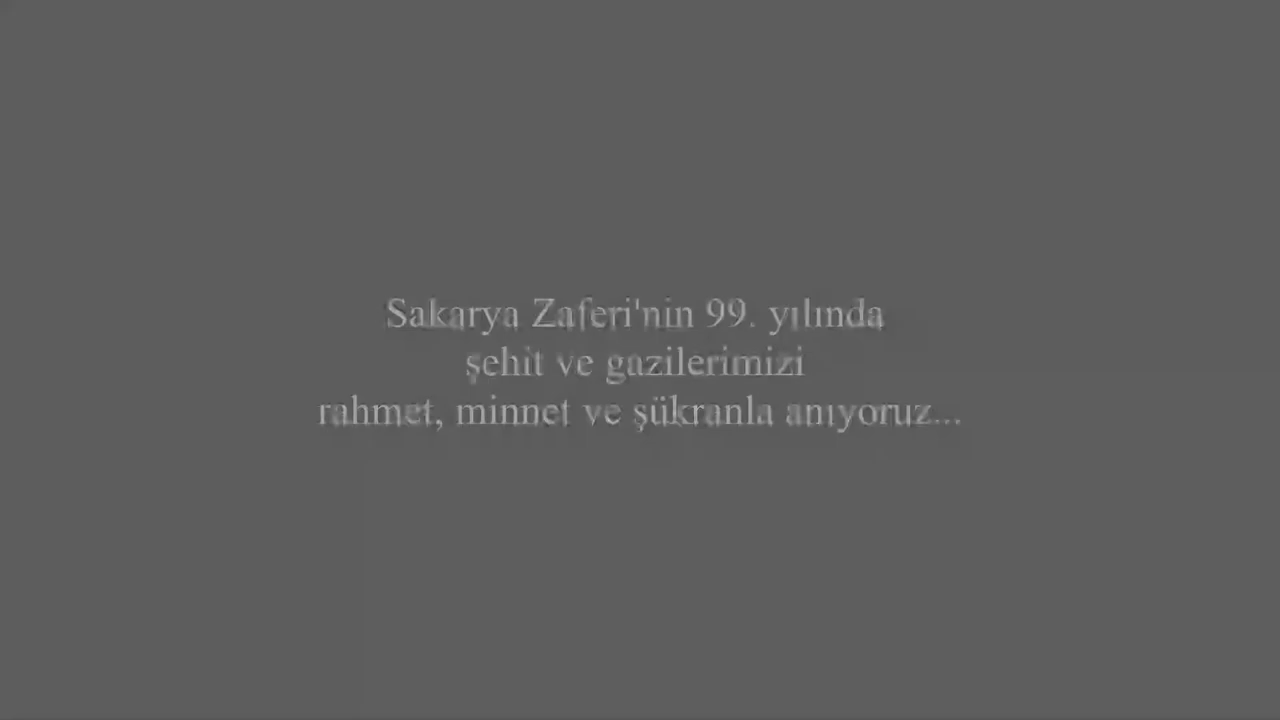 Sakarya Zaferi'nin 99. yılında
şehit ve gazilerimizi
rahmet, minnet ve şükranla anıyoruz...